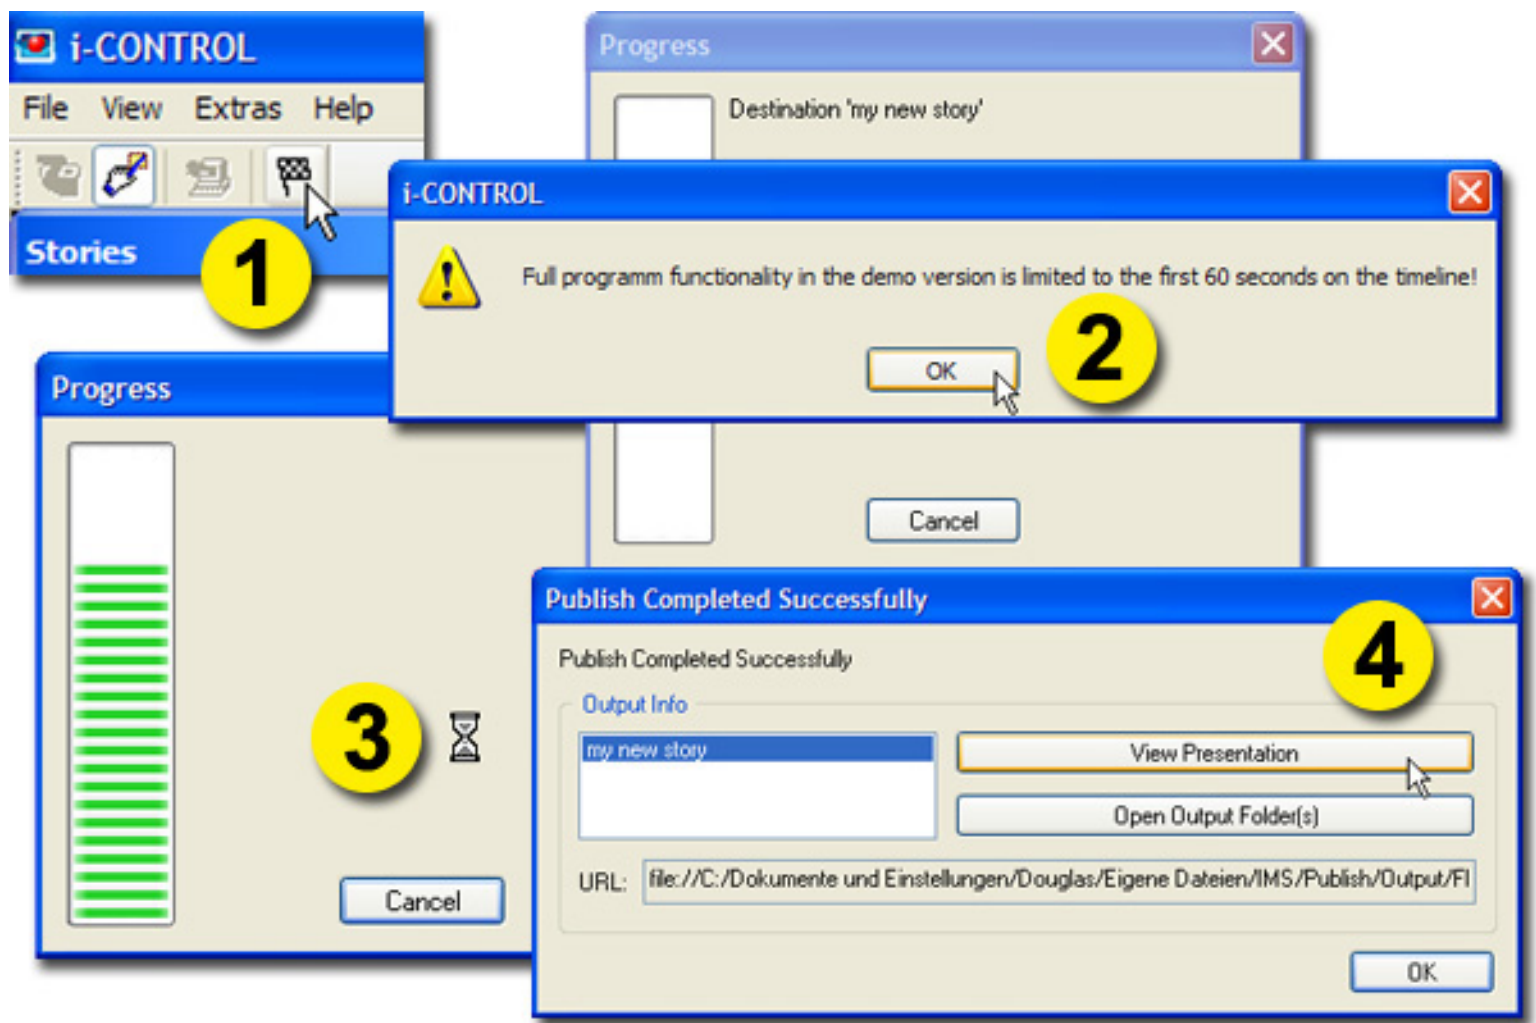 i-CONTROL
File View Extras Help
Stories
1
Progress
Destination 'my new story'
i-CONTROL
Full programm functionality in the demo version is limited to the first 60 seconds on the timeline!
OK
2
Cancel
Progress
3
Cancel
Publish Completed Successfully
4
Publish Completed Successfully
Output Info
my new story
View Presentation
Open Output Folder(s)
URL: file://C:/Dokumente und Einstellungen/Douglas/Eigene Dateien/IMS/Publish/Output/Fl
OK